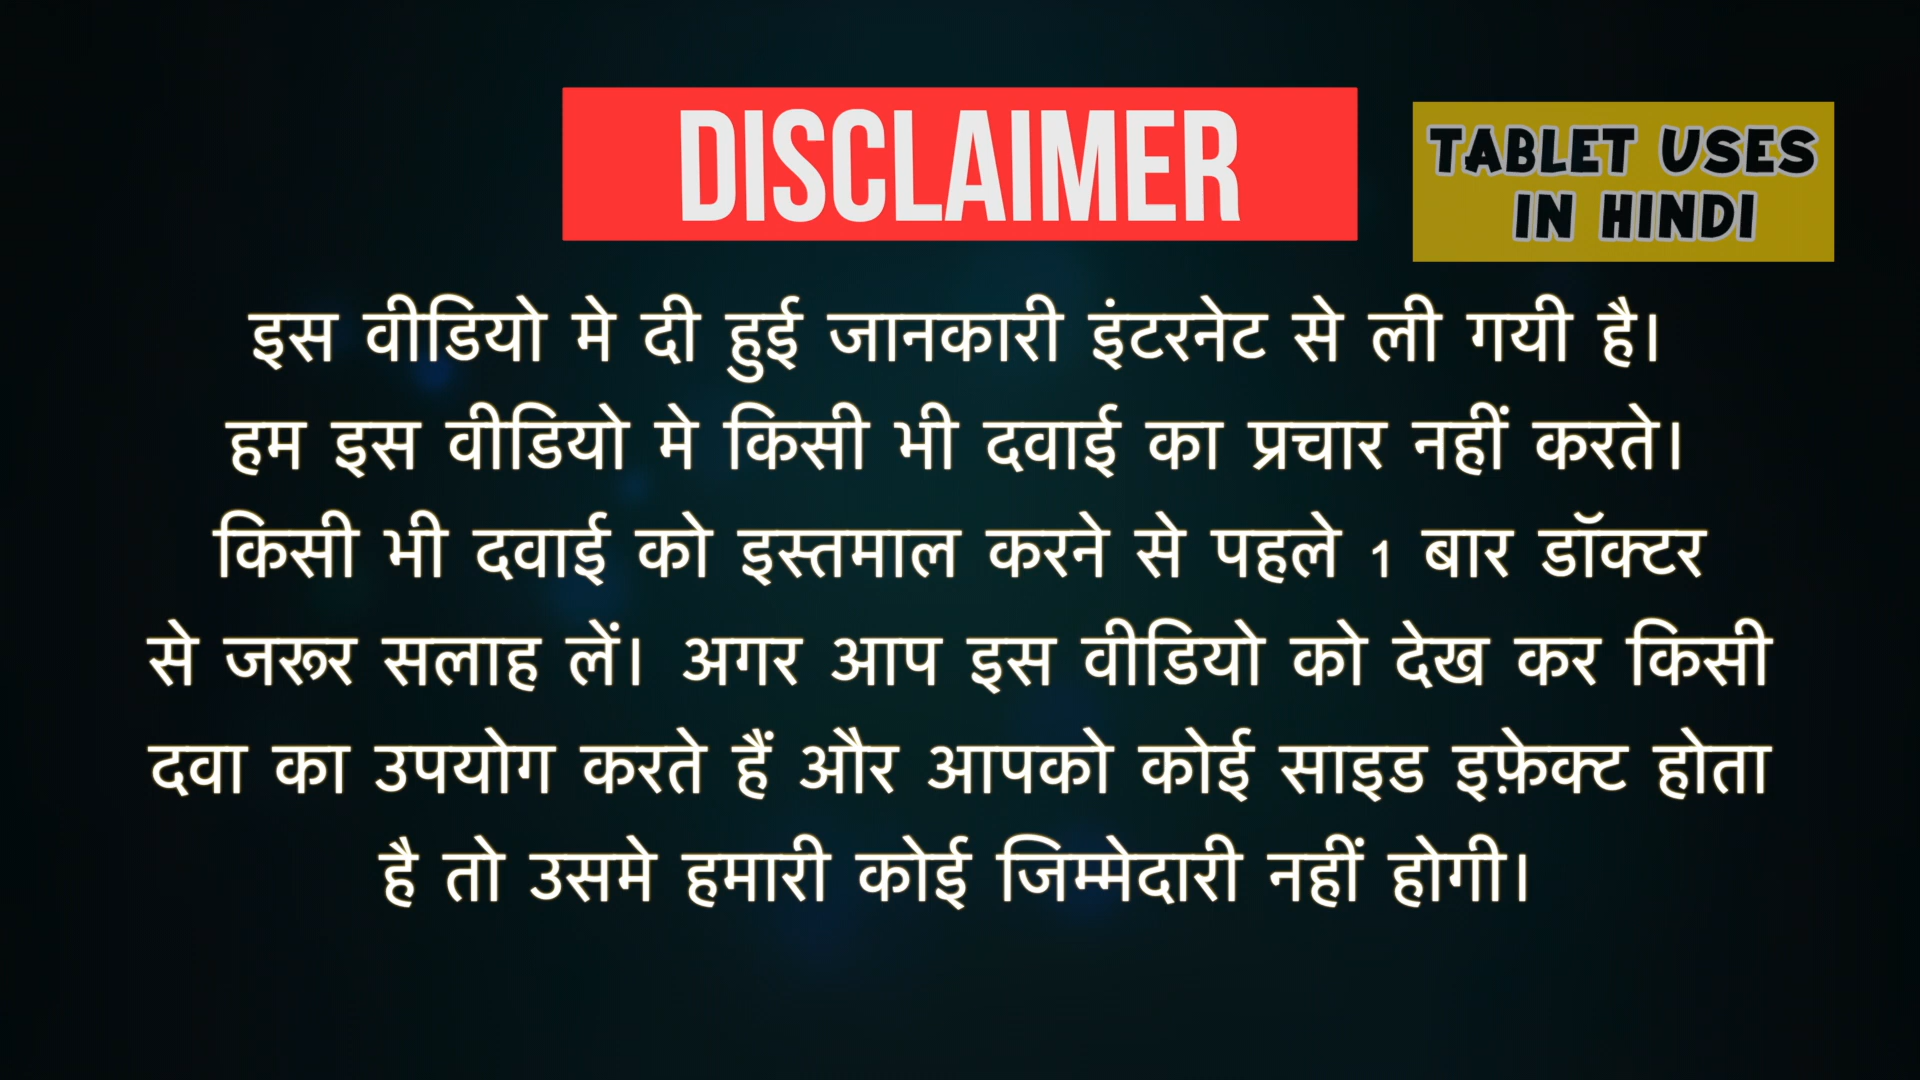 DISCLAIMER
TABLET USES
IN HINDI
इस वीडियो मे दी हुई जानकारी इंटरनेट से ली गयी है।
हम इस वीडियो मे किसी भी दवाई का प्रचार नहीं करते।
किसी भी दवाई को इस्तमाल करने से पहले 1 बार डॉक्टर
से जरूर सलाह लें। अगर आप इस वीडियो को देख कर किसी
दवा का उपयोग करते हैं और आपको कोई साइड इफ़ेक्ट होता
है तो उसमे हमारी कोई जिम्मेदारी नहीं होगी।